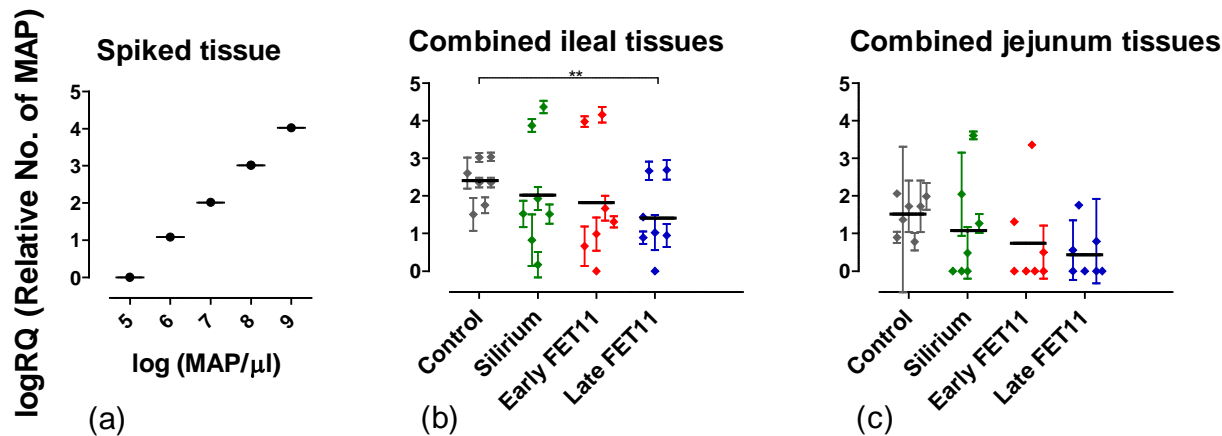 logRQ (Relative No. of MAP)
Spiked tissue
5
4
3
2
1
0
5
6
7
8
9
log (MAP/μl)
(a)
Combined ileal tissues
**
5
4
3
2
1
0
Control
Silirium
Early FET11
Late FET11
(b)
Combined jejunum tissues
5
4
3
2
1
0
Control
Silirium
Early FET11
Late FET11
(c)